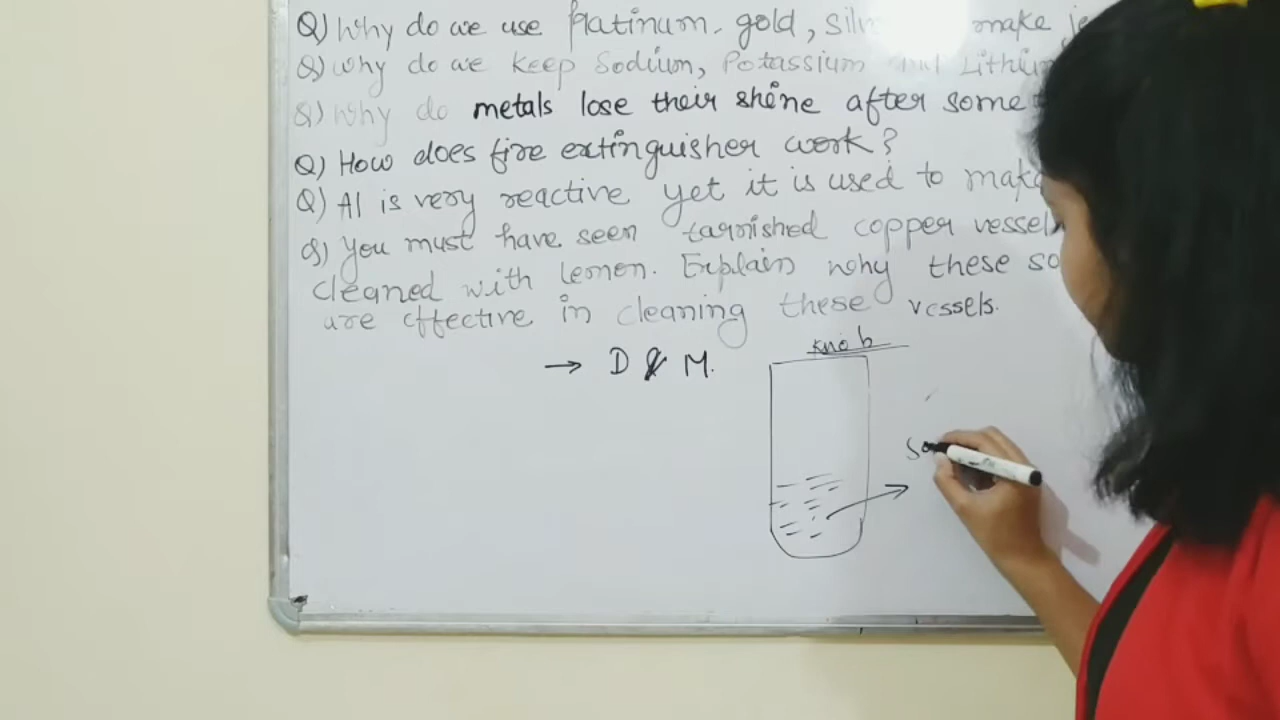 Q) Why do we use Platinum, gold, make
Q) Why do we keep Sodium, Potassium and Lithium
Q) Why do metals lose their shine after some
Q) How does fire extinguisher work?
Q) Al is very reactive yet it is used to make
Q) You must have seen tarnished copper vessel
cleaned with lemon. Explain why these so
are effective in cleaning these vessels.
→ D & M.
Knob
So